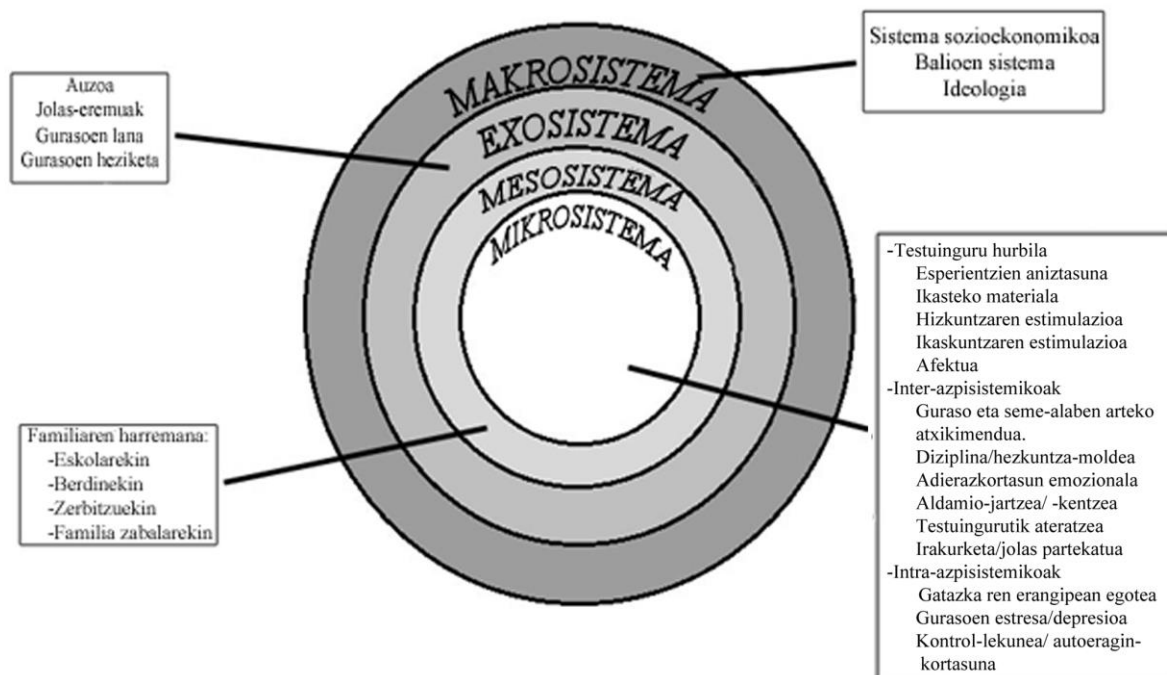 Sistema sozioekonomikoa
Balioen sistema
Ideologia
MAKROSISTEMA
EXOSISTEMA
MESOSISTEMA
MIKROSISTEMA
Auzoa
Jolas-eremuak
Gurasoen lana
Gurasoen heziketa
Familiaren harremana:
-Eskolarekin
-Berdinekin
-Zerbitzuekin
-Familia zabalarekin
-Testuinguru hurbila
Esperientzien aniztasuna
Ikasteko materiala
Hizkuntzaren estimulazioa
Ikaskuntzaren estimulazioa
Afektua
-Inter-azpisistemikoak
Guraso eta seme-alaben arteko
atxikimendua.
Diziplina/hezkuntza-moldea
Adierazkortasun emozionala
Aldamio-jartzea/ -kentzea
Testuingurutik ateratzea
Irakurketa/jolas partekatua
-Intra-azpisistemikoak
Gatazka ren erangipean egotea
Gurasoen estresa/depresioa
Kontrol-lekunea/ autoeragin-
kortasuna